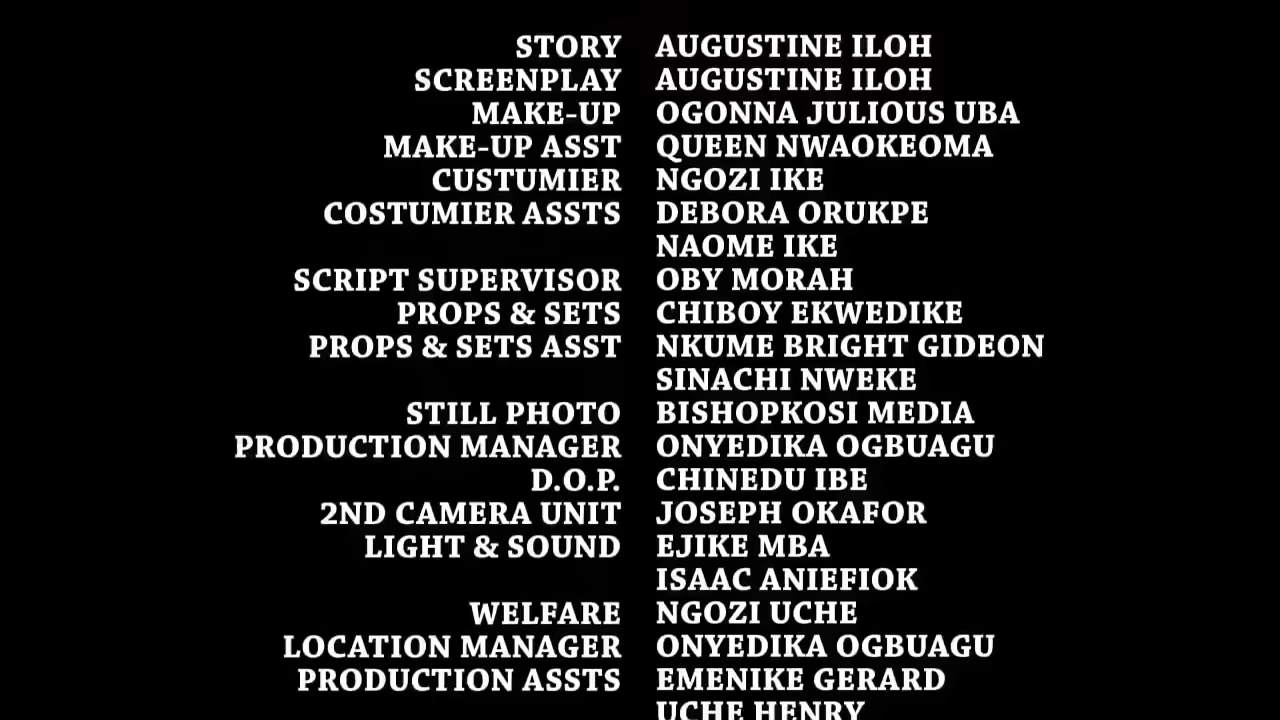 STORY AUGUSTINE ILOH
SCREENPLAY AUGUSTINE ILOH
MAKE-UP OGONNA JULIOUS UBA
MAKE-UP ASST QUEEN NWAOKEOMA
CUSTUMIER NGOZI IKE
COSTUMIER ASSTS DEBORA ORUKPE
NAOME IKE
SCRIPT SUPERVISOR OBY MORAH
PROPS & SETS CHIBOY EKWEDIKE
PROPS & SETS ASST NKUME BRIGHT GIDEON
SINACHI NWEKE
STILL PHOTO BISHOPKOSI MEDIA
PRODUCTION MANAGER ONYEDIKA OGBUAGU
D.O.P. CHINEDU IBE
2ND CAMERA UNIT JOSEPH OKAFOR
LIGHT & SOUND EJIKE MBA
ISAAC ANIEFIOK
WELFARE NGOZI UCHE
LOCATION MANAGER ONYEDIKA OGBUAGU
PRODUCTION ASSTS EMENIKE GERARD
UCHE HENRY